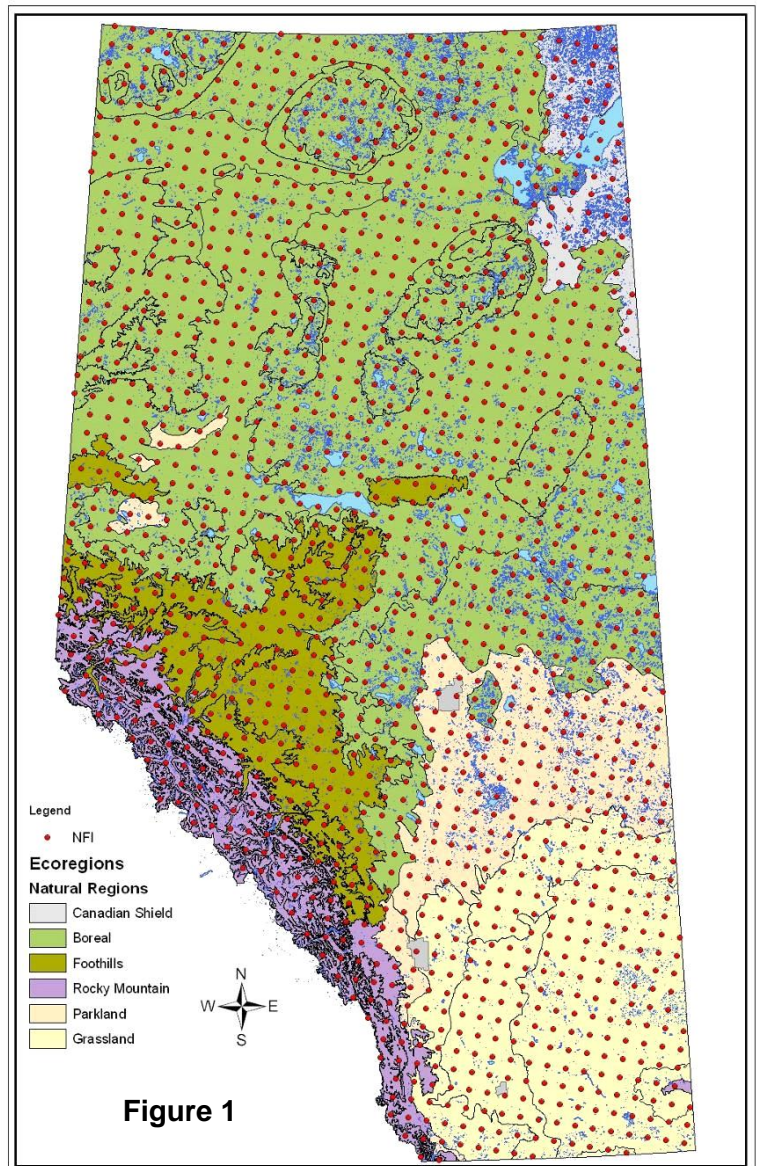 Legend
NFI
Ecoregions
Natural Regions
Canadian Shield
Boreal
Foothills
Rocky Mountain
Parkland
Grassland
N
W E
S
Figure 1